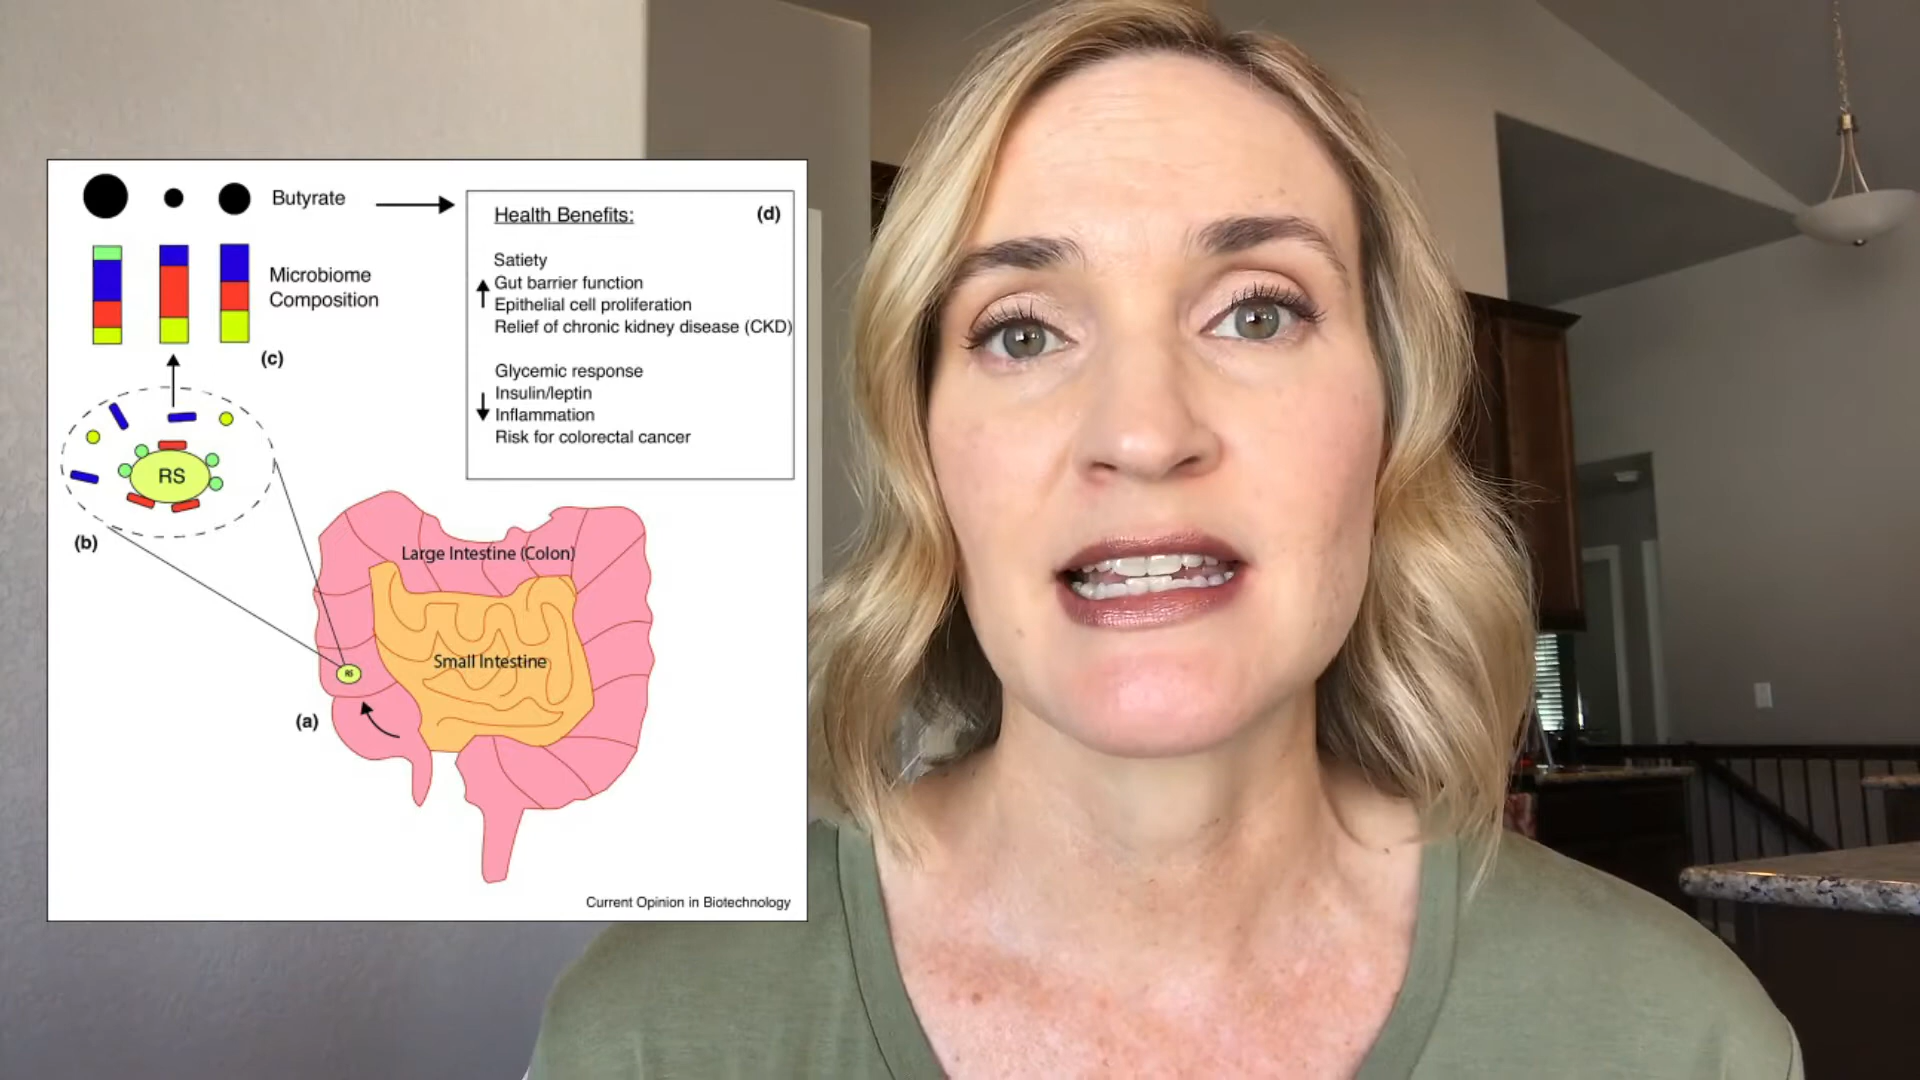 Butyrate
Health Benefits:
(d)
Microbiome
Composition
(c)
Satiety
Gut barrier function
Epithelial cell proliferation
Relief of chronic kidney disease (CKD)
Glycemic response
Insulin/leptin
Inflammation
Risk for colorectal cancer
RS
(b)
Large Intestine (Colon)
Small Intestine
RS
(a)
Current Opinion in Biotechnology